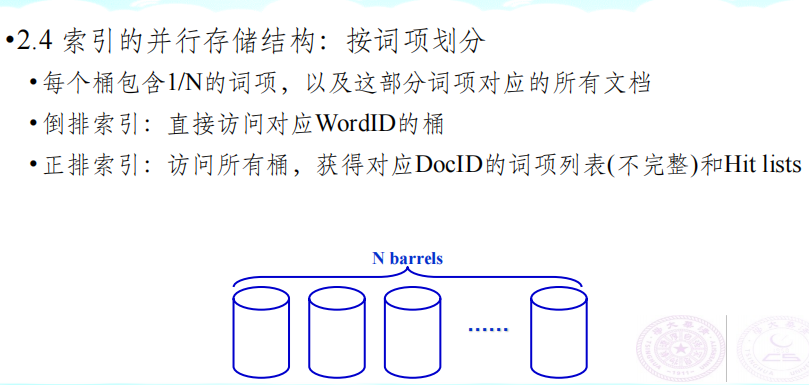 •2.4 索引的并行存储结构：按词项划分
•每个桶包含1/N的词项，以及这部分词项对应的所有文档
•倒排索引：直接访问对应WordID的桶
•正排索引：访问所有桶，获得对应DocID的词项列表(不完整)和Hit lists
N barrels
……